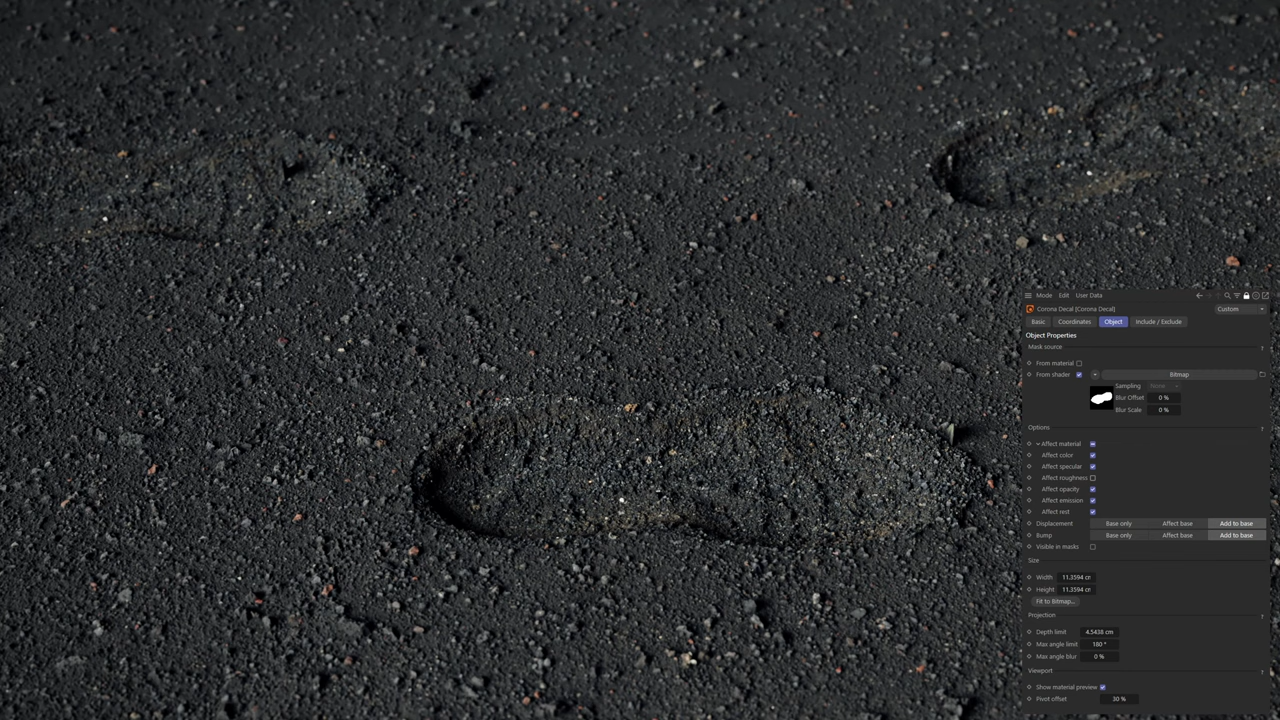 Mode Edit User Data
Corona Decal [Corona Decal] Custom
Basic Coordinates Object Include / Exclude
Object Properties
Mask source
From material
From shader Bitmap
Sampling None
Blur Offset 0 %
Blur Scale 0 %
Options
Affect material
Affect color
Affect specular
Affect roughness
Affect opacity
Affect emission
Affect rest
Displacement Base only Affect base Add to base
Bump Base only Affect base Add to base
Visible in masks
Size
Width 11.3594 cr
Height 11.3594 cr
Fit to Bitmap...
Projection
Depth limit 4.5438 cm
Max angle limit 180 °
Max angle blur 0 %
Viewport
Show material preview
Pivot offset 30 %